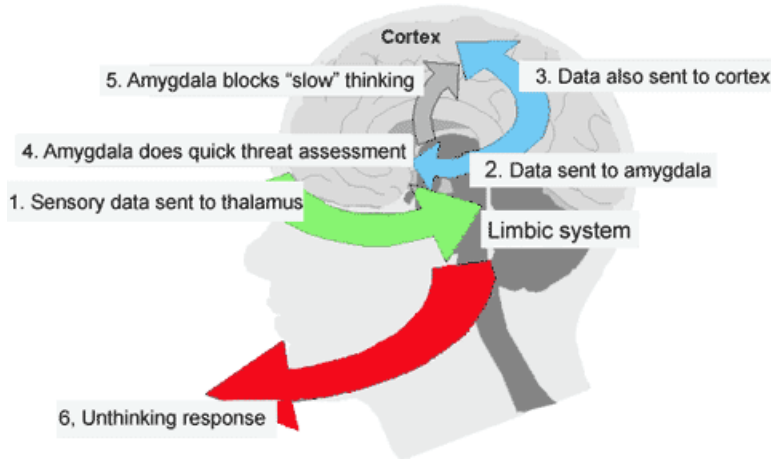 Cortex
5. Amygdala blocks “slow” thinking
3. Data also sent to cortex
4. Amygdala does quick threat assessment
2. Data sent to amygdala
1. Sensory data sent to thalamus
Limbic system
6, Unthinking response